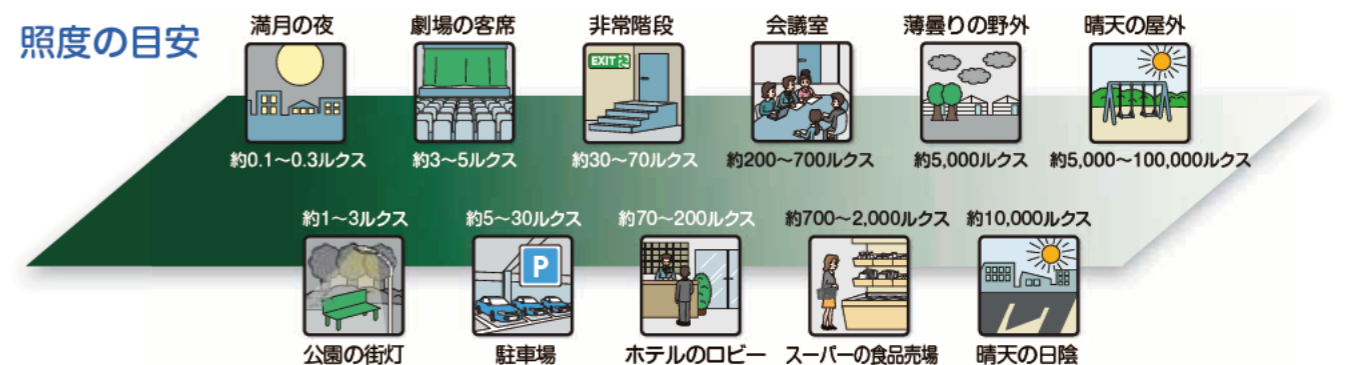 照度の目安
満月の夜
劇場の客席
非常階段
会議室
薄曇りの野外
晴天の屋外
EXIT
約0.1〜0.3ルクス
約3〜5ルクス
約30〜70ルクス
約200〜700ルクス
約5,000ルクス
約5,000〜100,000ルクス
約1〜3ルクス
約5〜30ルクス
約70〜200ルクス
約700〜2,000ルクス
約10,000ルクス
P
公園の街灯
駐車場
ホテルのロビー
スーパーの食品売場
晴天の日陰